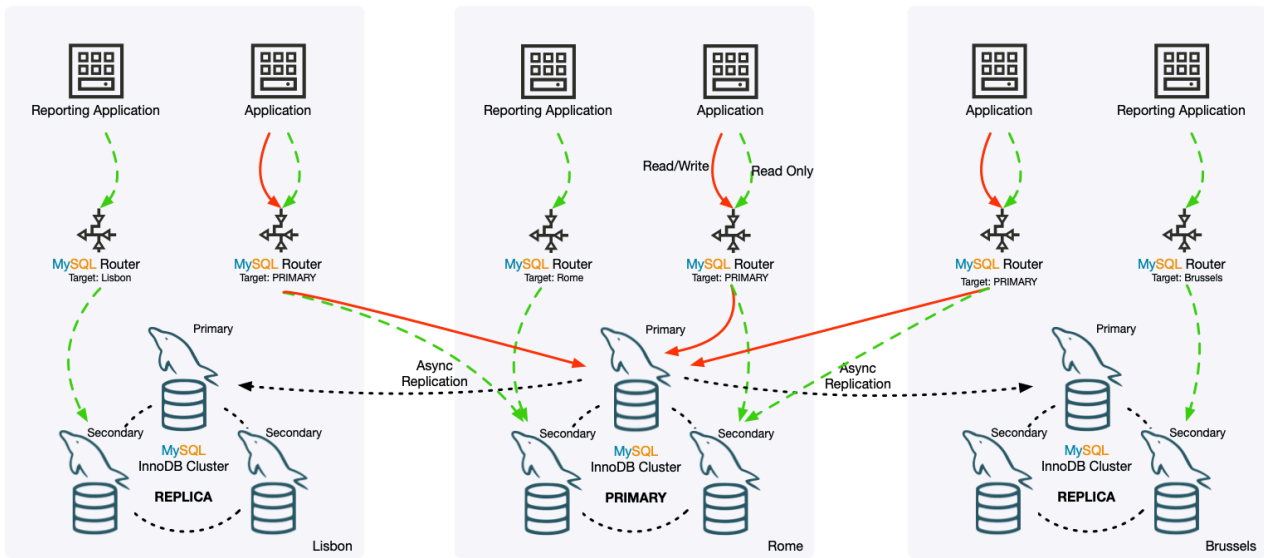 Reporting Application
Application
Reporting Application
Application
Application
Reporting Application
Read/Write
Read Only
MySQL Router
Target: Lisbon
MySQL Router
Target: PRIMARY
MySQL Router
Target: Rome
MySQL Router
Target: PRIMARY
MySQL Router
Target: PRIMARY
MySQL Router
Target: Brussels
Primary
Primary
Primary
Async
Replication
Async
Replication
Secondary
Secondary
MySQL
InnoDB Cluster
REPLICA
Lisbon
Secondary
Secondary
MySQL
InnoDB Cluster
PRIMARY
Rome
Secondary
Secondary
MySQL
InnoDB Cluster
REPLICA
Brussels